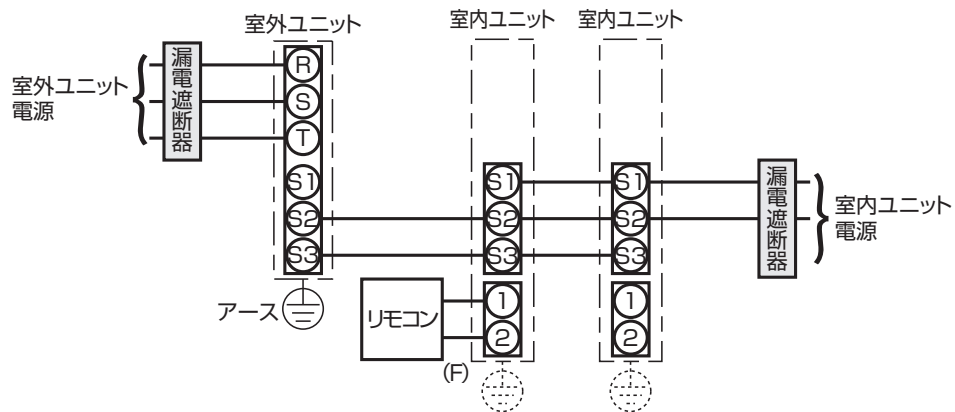 室外ユニット
室内ユニット
室内ユニット
室外ユニット
電源
漏電遮断器
R
S
T
S1
S2
S3
アース
S1
S2
S3
1
2
リモコン
(F)
S1
S2
S3
1
2
漏電遮断器
室内ユニット
電源